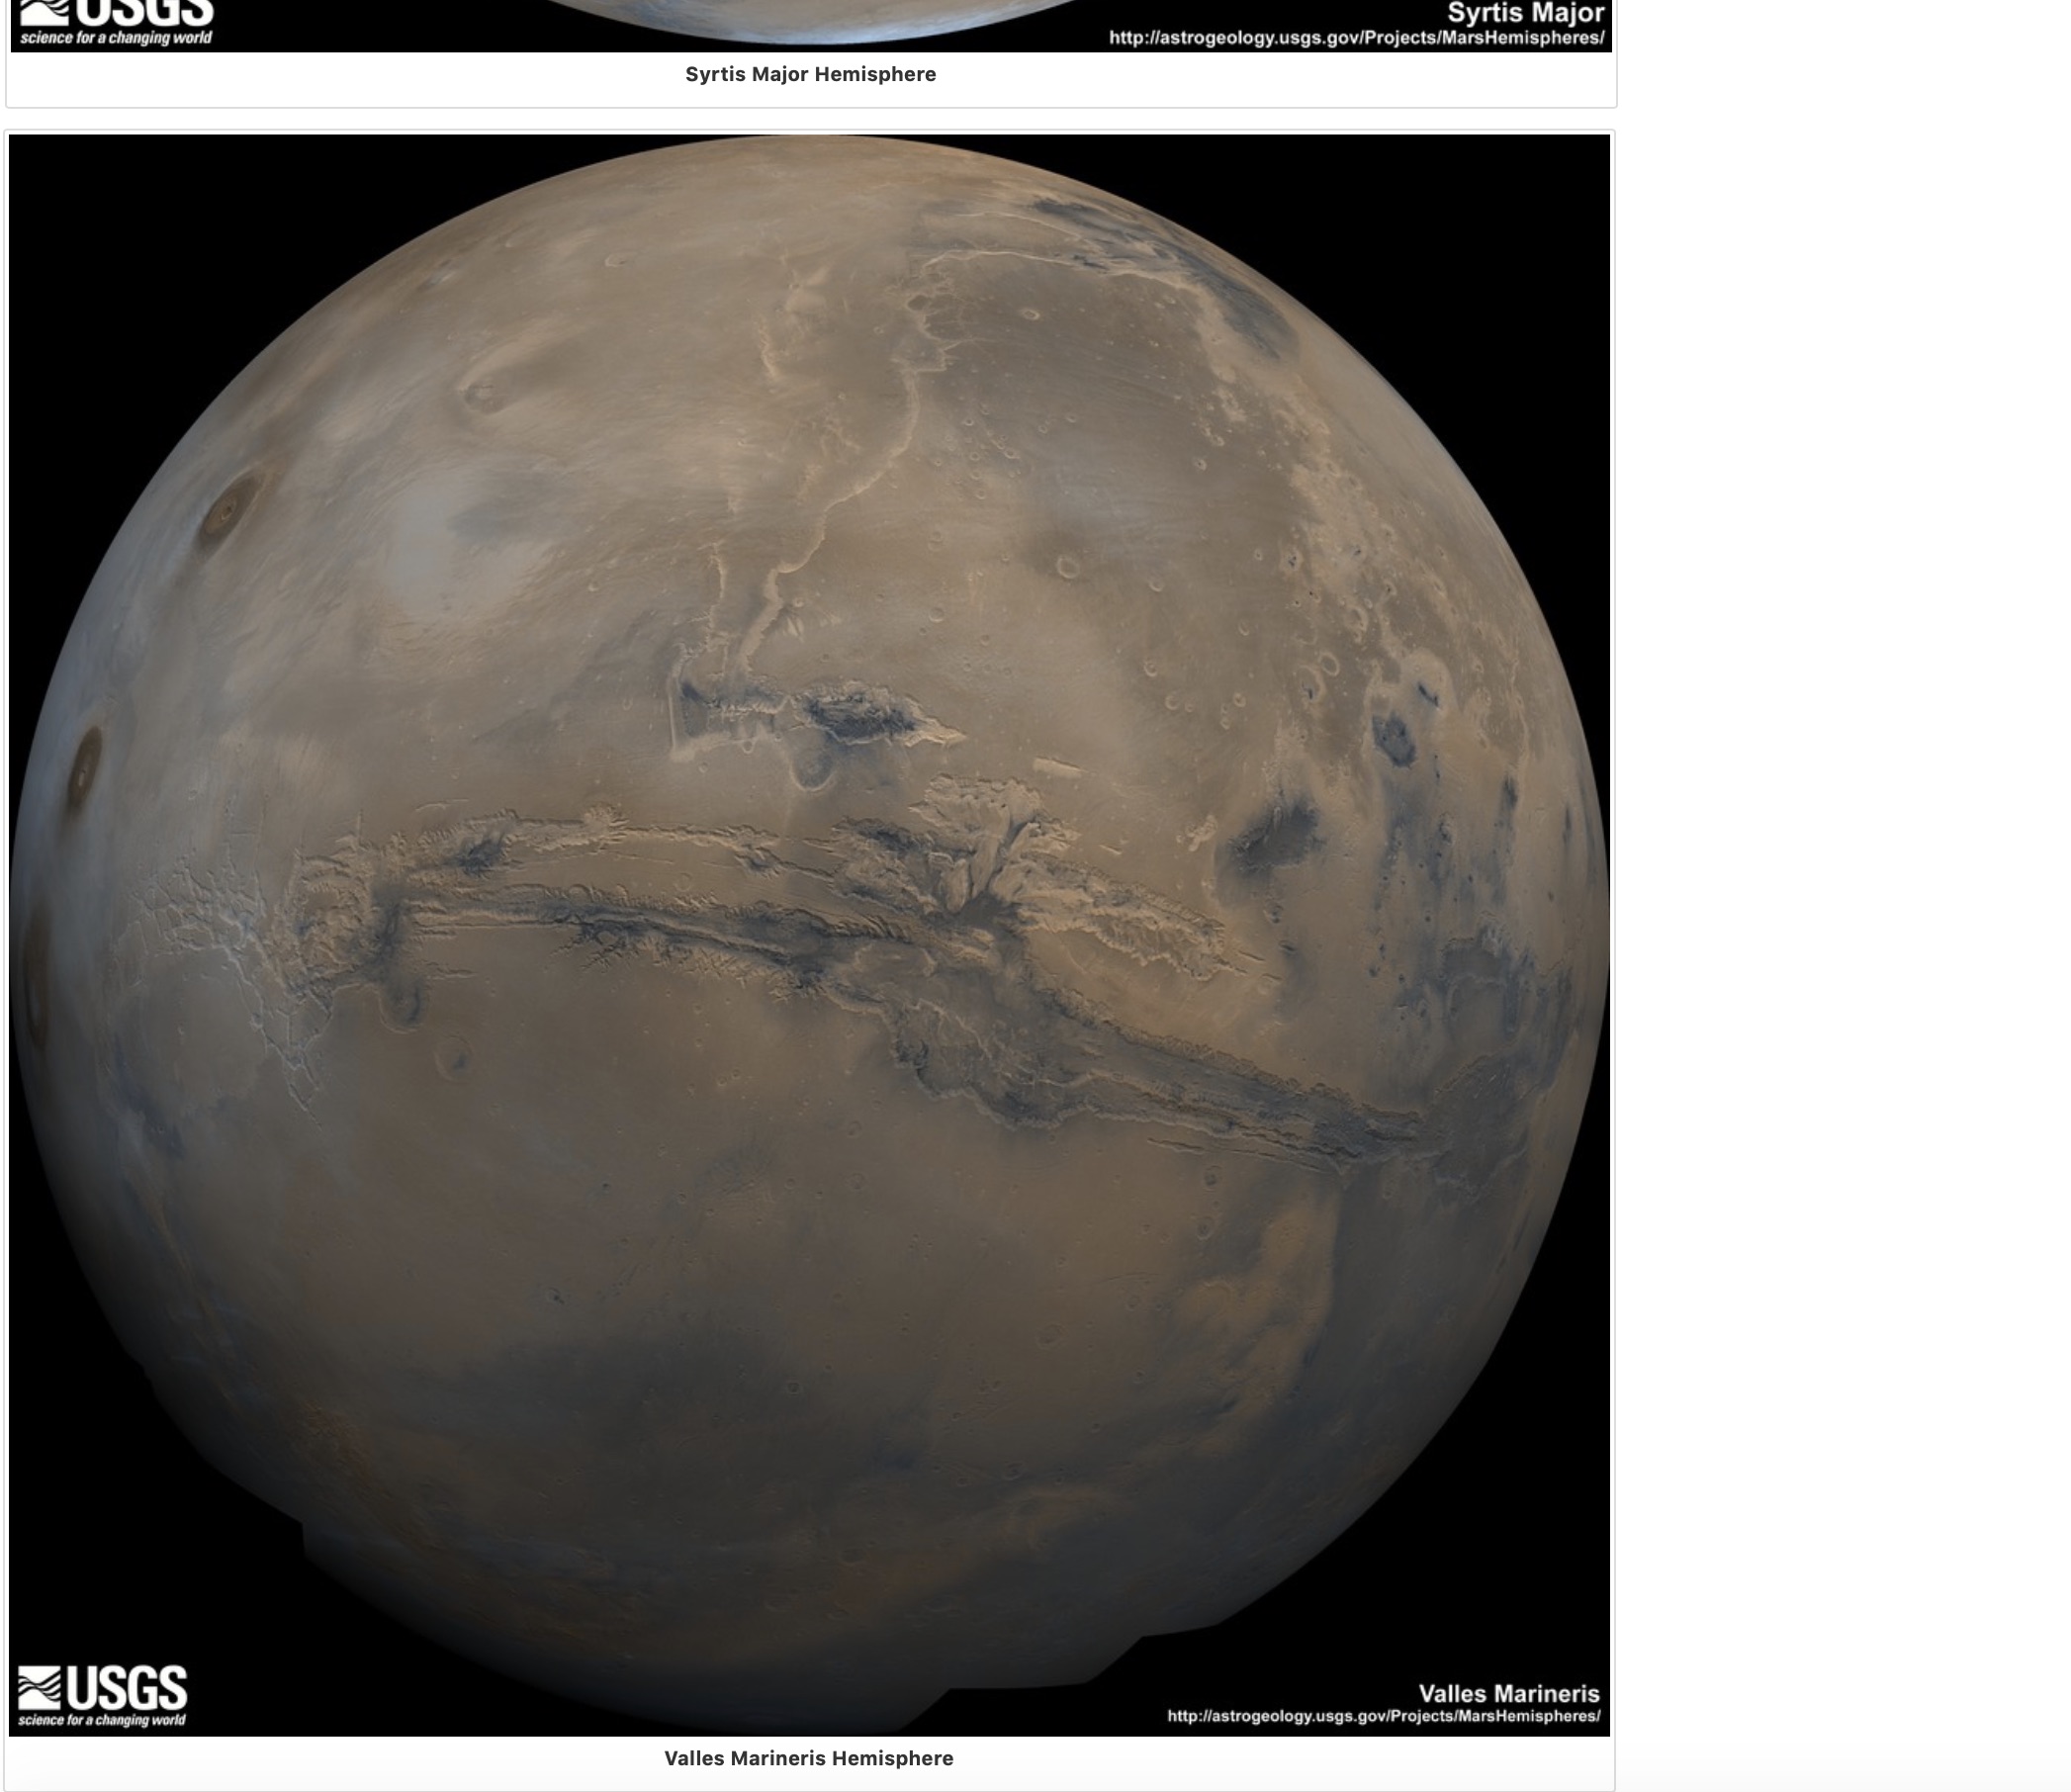 USGS
science for a changing world
Syrtis Major
http://astrogeology.usgs.gov/Projects/MarsHemispheres/
Syrtis Major Hemisphere
USGS
science for a changing world
Valles Marineris
http://astrogeology.usgs.gov/Projects/MarsHemispheres/
Valles Marineris Hemisphere